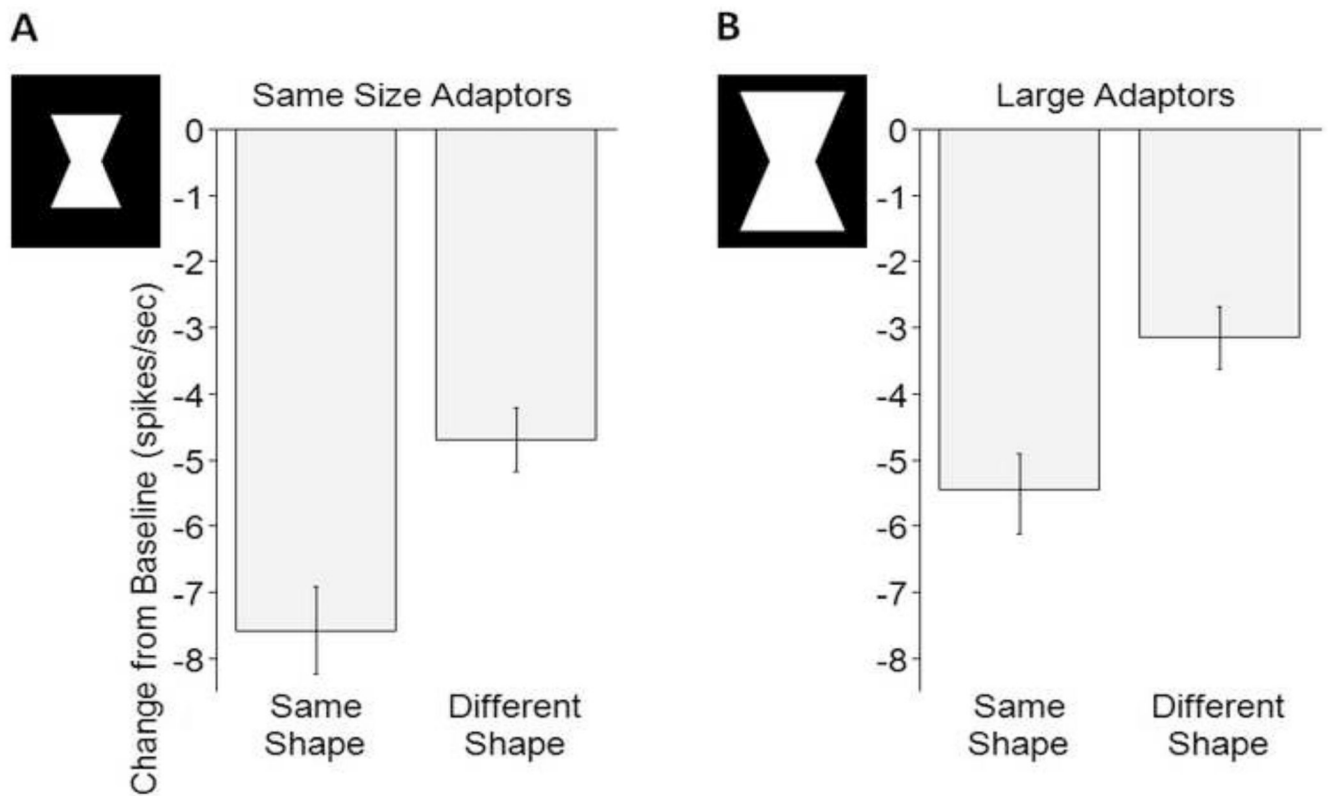 A
Same Size Adaptors
0
-1
-2
-3
-4
-5
-6
-7
-8
Change from Baseline (spikes/sec)
Same
Shape
Different
Shape
B
Large Adaptors
0
-1
-2
-3
-4
-5
-6
-7
-8
Same
Shape
Different
Shape